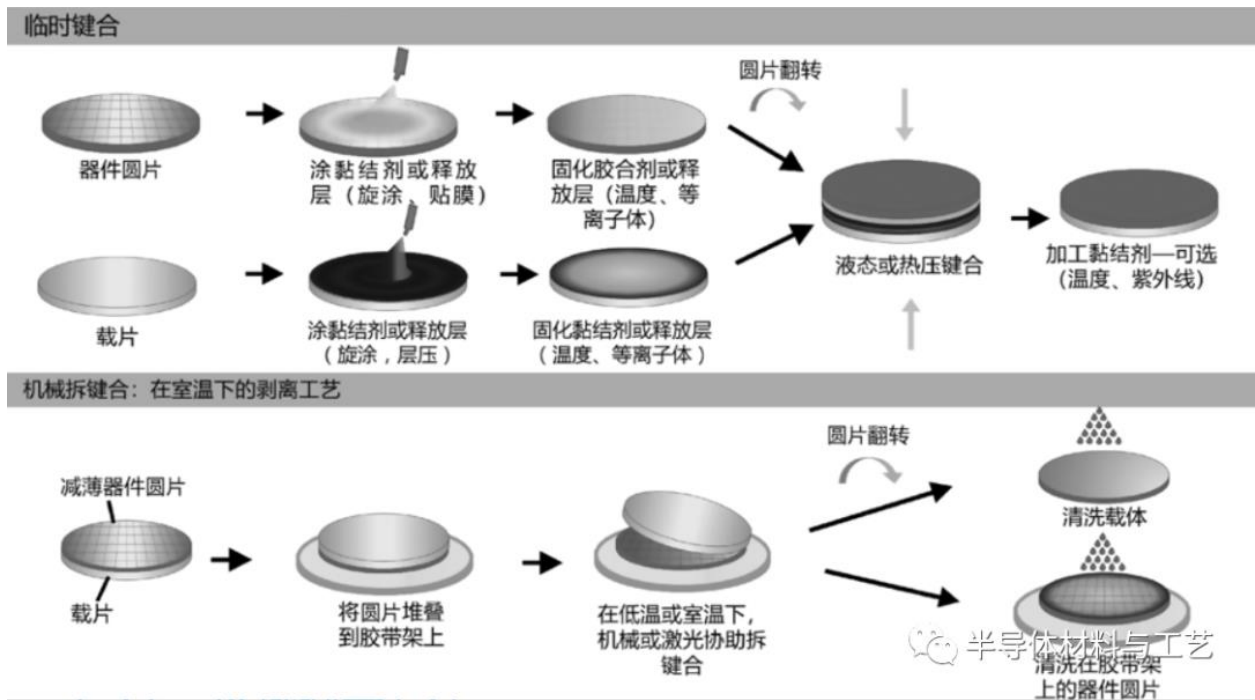 临时键合
圆片翻转
器件圆片
涂黏结剂或释放
层（旋涂、贴膜）
固化胶合剂或释
放层（温度、等
离子体）
液态或热压键合
加工黏结剂—可选
（温度、紫外线）
载片
涂黏结剂或释放层
（旋涂，层压）
固化黏结剂或释放层
（温度、等离子体）
机械拆键合：在室温下的剥离工艺
圆片翻转
减薄器件圆片
载片
将圆片堆叠
到胶带架上
在低温或室温下，
机械或激光协助拆
键合
清洗载体
半导体材料与工艺
清洗在胶带架
上的器件圆片